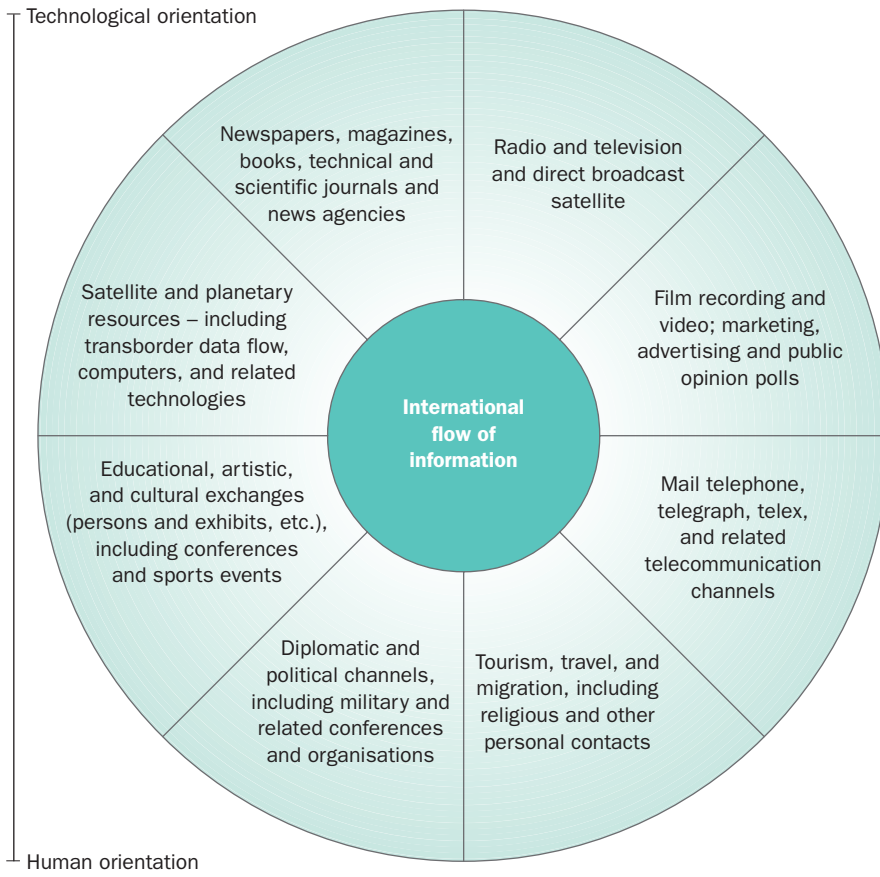 Technological orientation
Newspapers, magazines,
books, technical and
scientific journals and
news agencies
Radio and television
and direct broadcast
satellite
Film recording and
video; marketing,
advertising and public
opinion polls
Mail telephone,
telegraph, telex,
and related
telecommunication
channels
Tourism, travel, and
migration, including
religious and other
personal contacts
Diplomatic and
political channels,
including military and
related conferences
and organisations
Educational, artistic,
and cultural exchanges
(persons and exhibits, etc.),
including conferences
and sports events
Satellite and planetary
resources – including
transborder data flow,
computers, and related
technologies
International
flow of
information
Human orientation